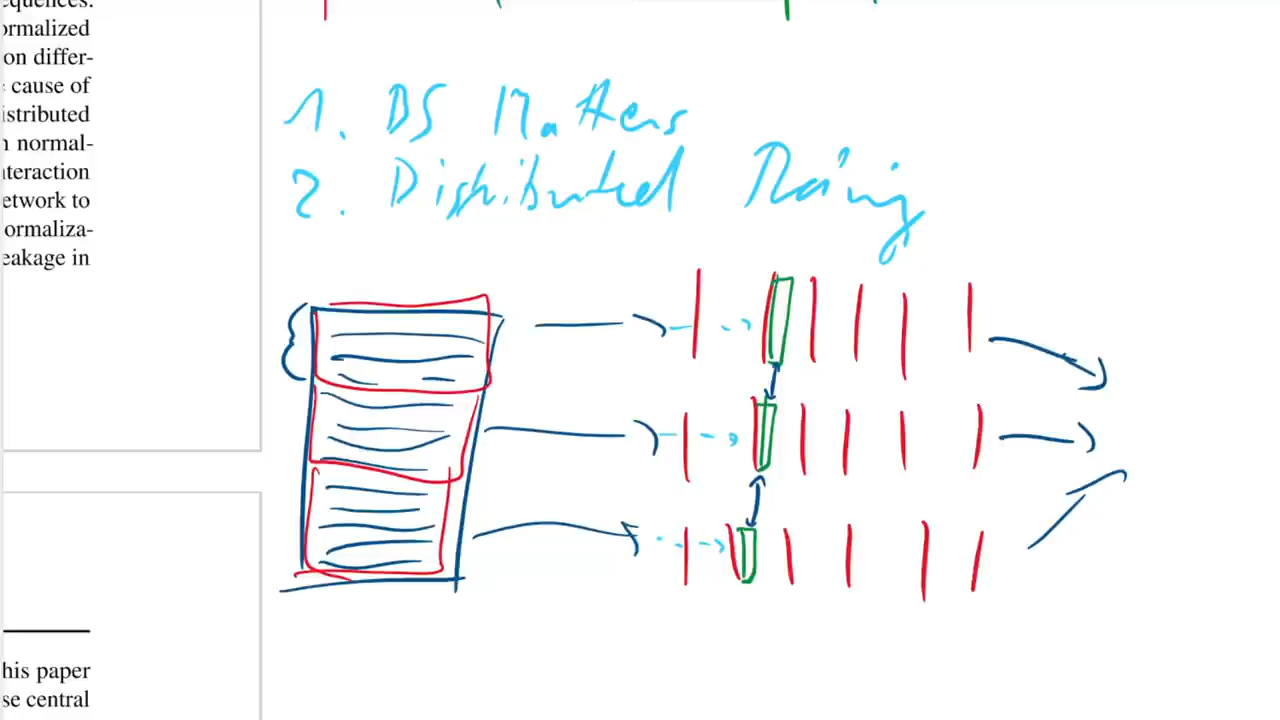 equences.
ormalized
on differ-
cause of
istributed
n normal-
nteraction
etwork to
ormaliza-
eakage in
1. BS Matters
2. Distributed Training
his paper
se central